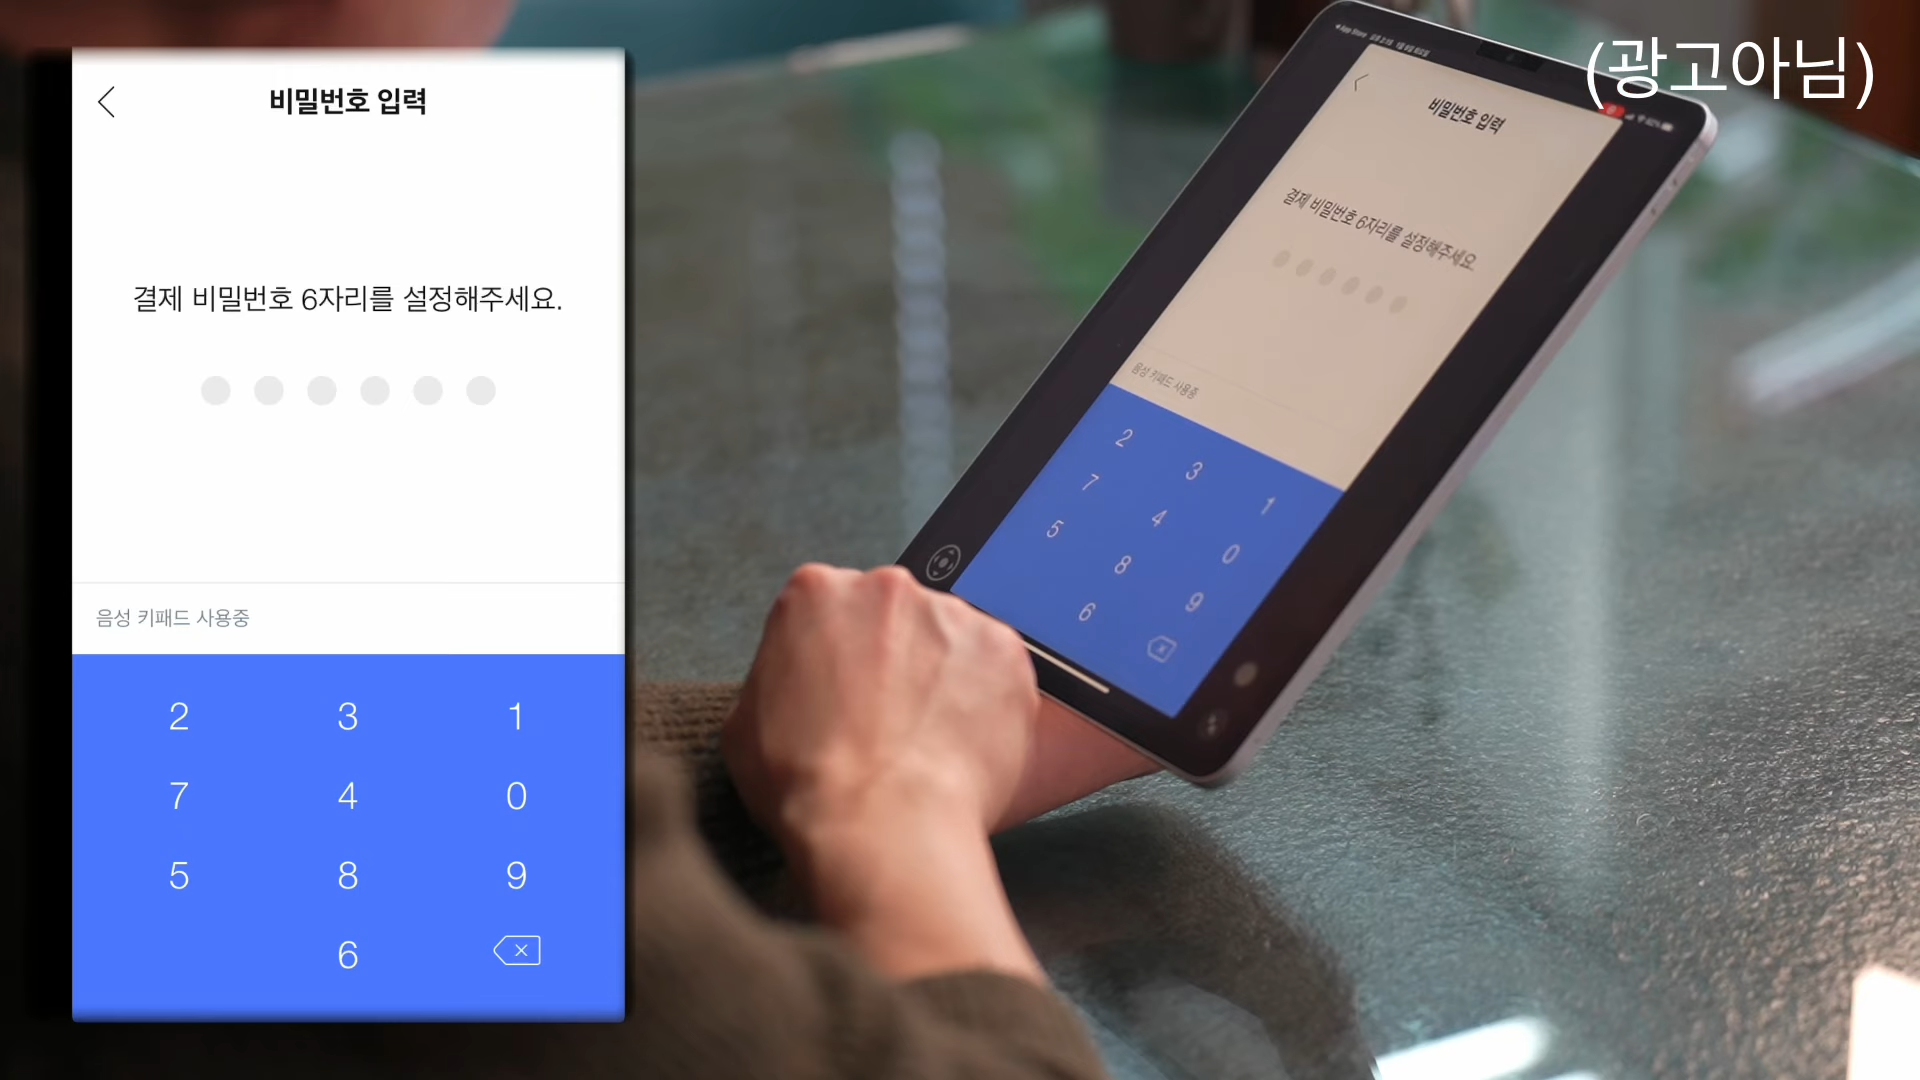 (광고아님)
비밀번호 입력
결제 비밀번호 6자리를 설정해주세요.
음성 키패드 사용중
2 3 1
7 4 0
5 8 9
6
비밀번호 입력
결제 비밀번호 6자리를 설정해주세요.
음성 키패드 사용중
2 3 1
7 4 0
5 8 9
6